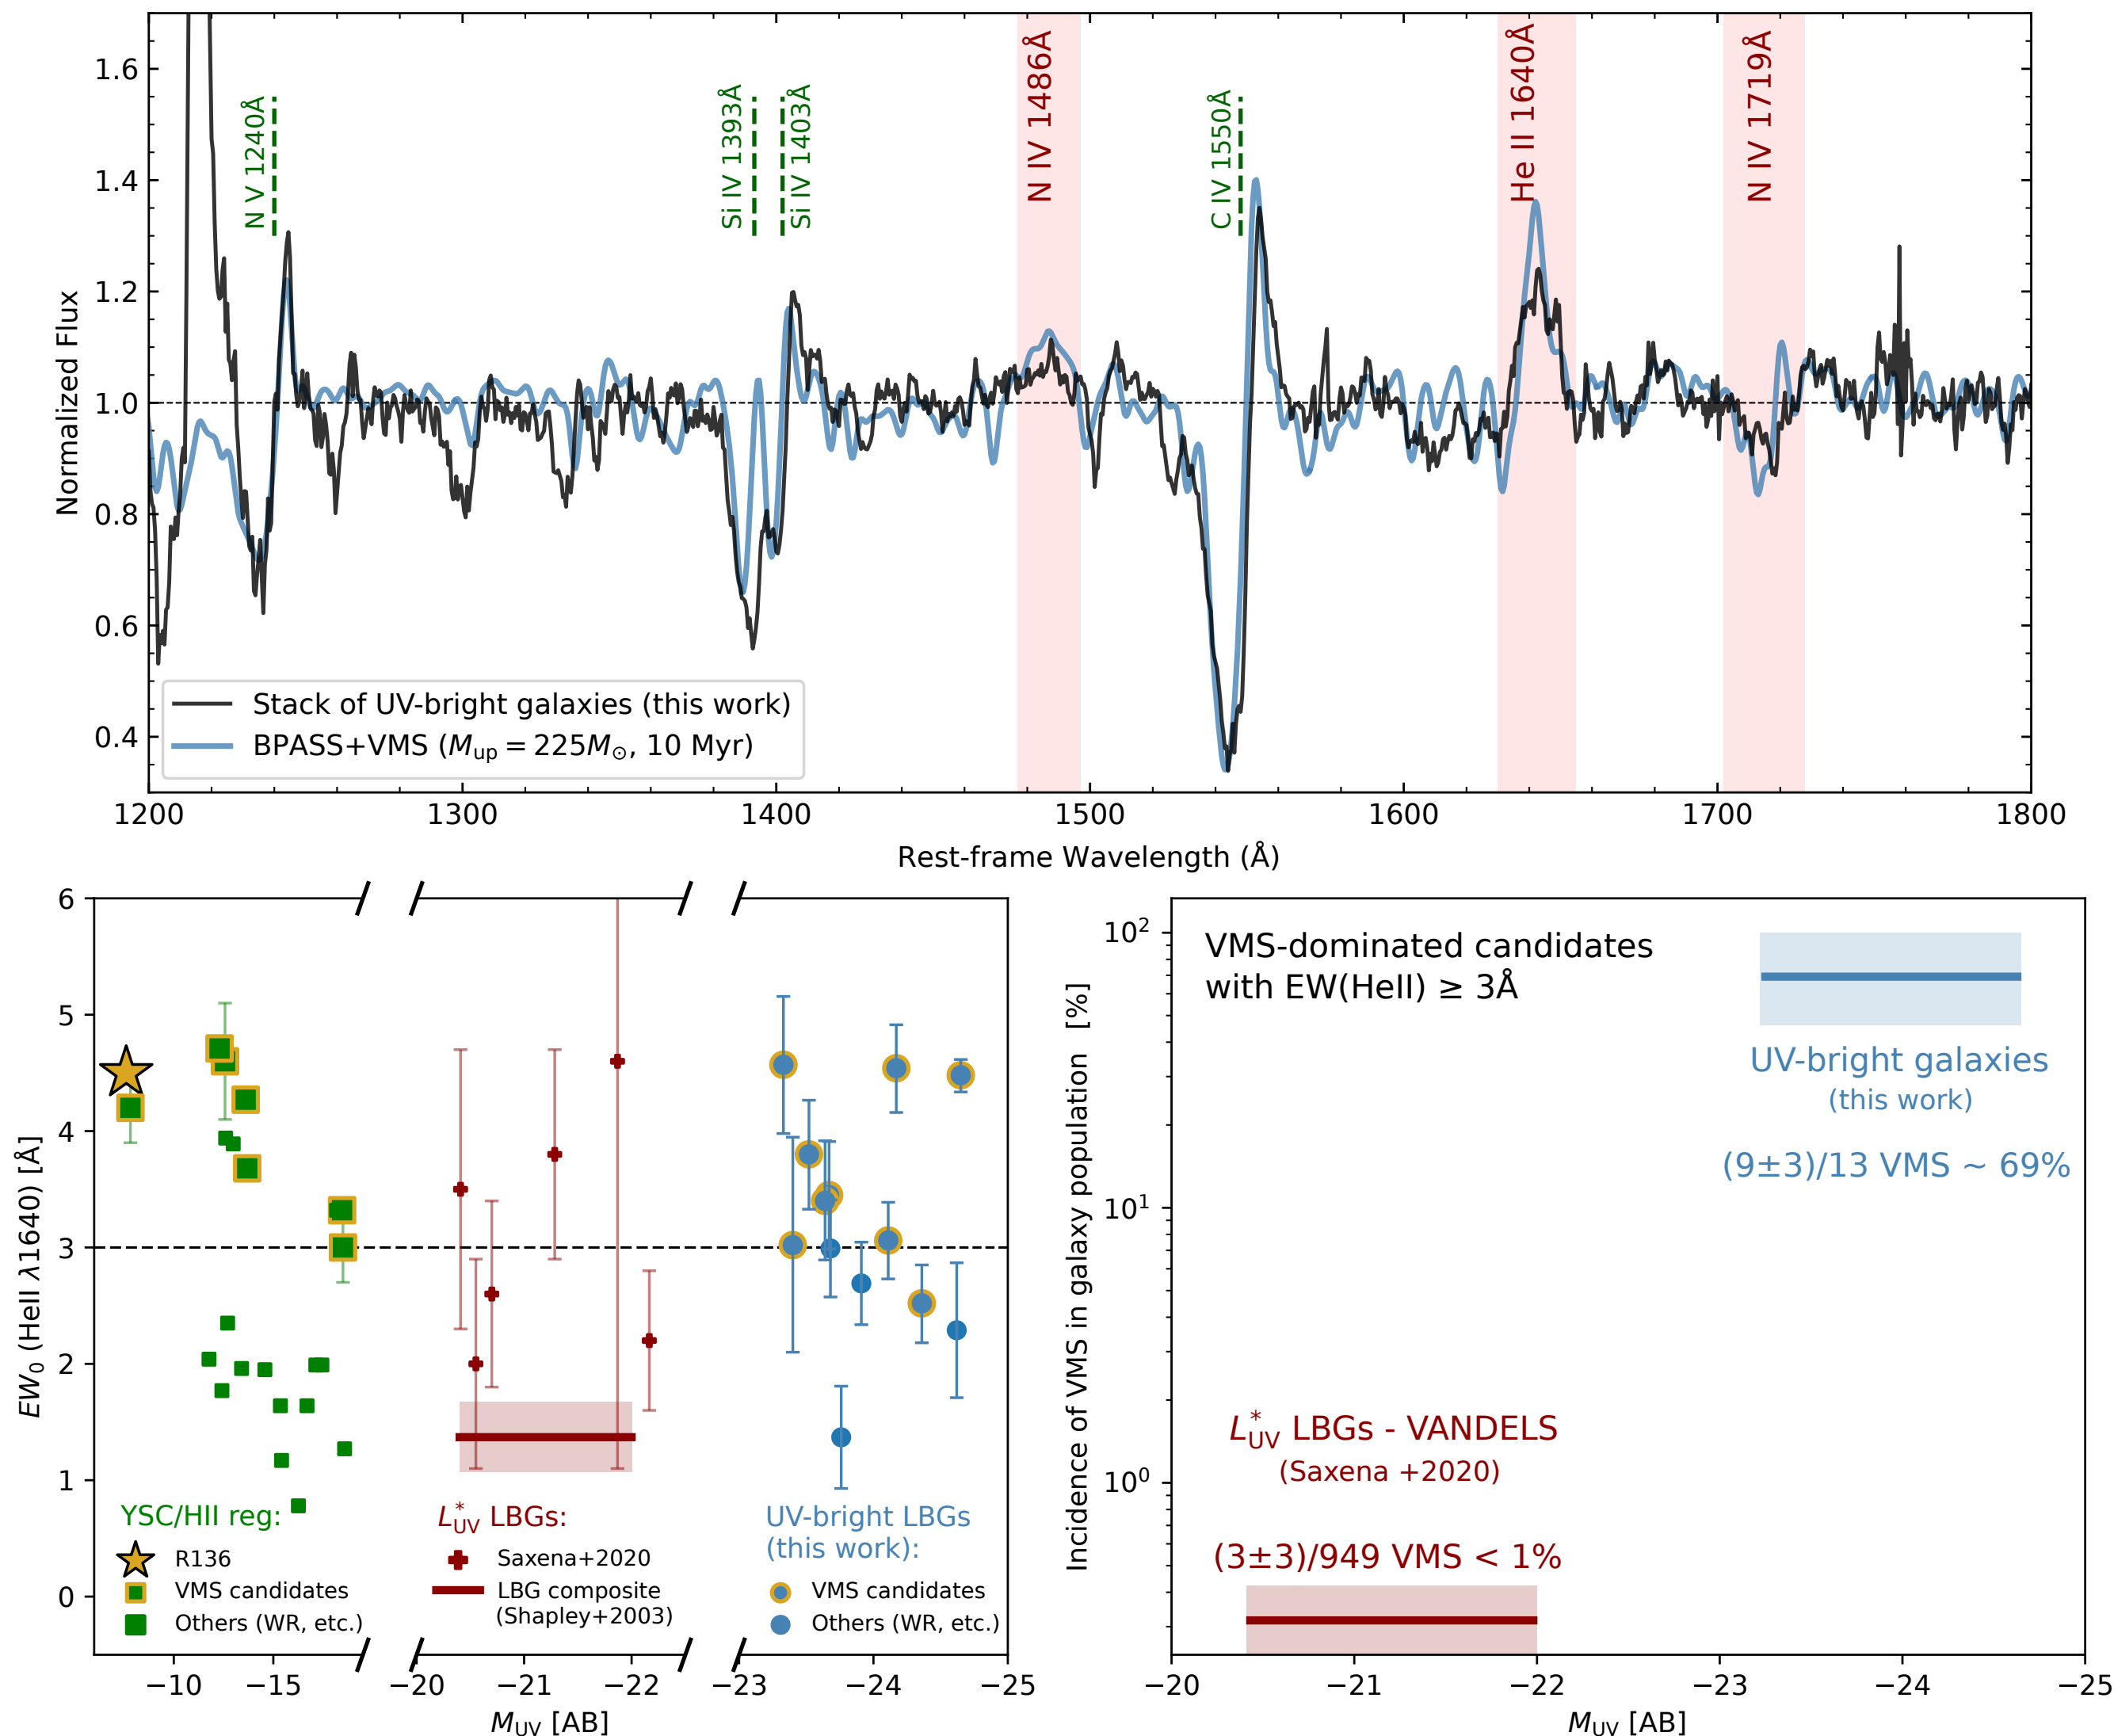 1.6
1.4
1.2
1.0
0.8
0.6
0.4
Normalized Flux
N V 1240Å
Si IV 1393Å
Si IV 1403Å
N IV 1486Å
C IV 1550Å
He II 1640Å
N IV 1719Å
Stack of UV-bright galaxies (this work)
BPASS+VMS (M_up = 225M_⊙, 10 Myr)
1200 1300 1400 1500 1600 1700 1800
Rest-frame Wavelength (Å)
6
5
4
3
2
1
0
EW₀ (HeII λ1640) [Å]
YSC/HII reg:
R136
VMS candidates
Others (WR, etc.)
L*_UV LBGs:
Saxena+2020
LBG composite
(Shapley+2003)
UV-bright LBGs
(this work):
VMS candidates
Others (WR, etc.)
−10 −15 −20 −21 −22 −23 −24 −25
M_UV [AB]
10²
10¹
10⁰
Incidence of VMS in galaxy population [%]
VMS-dominated candidates
with EW(HeII) ≥ 3Å
UV-bright galaxies
(this work)
(9±3)/13 VMS ~ 69%
L*_UV LBGs - VANDELS
(Saxena +2020)
(3±3)/949 VMS < 1%
−20 −21 −22 −23 −24 −25
M_UV [AB]